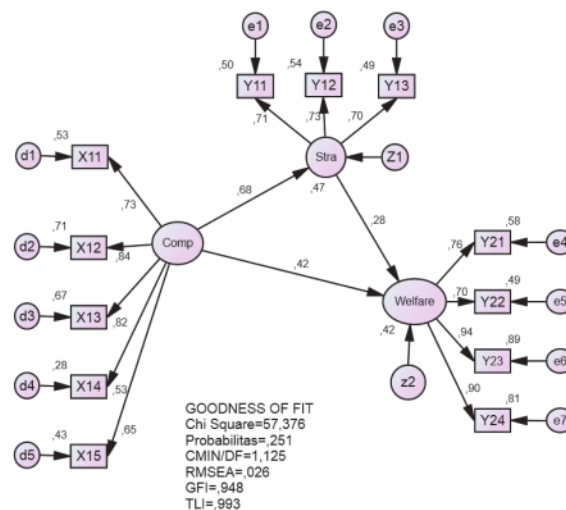 e1 e2 e3
,50 ,54 ,49
Y11 Y12 Y13
,71 ,73 ,70
,53
d1 X11
Stra Z1
,47
,73
,68
,71
d2 X12
,84
Comp
,28
,42
,67
d3 X13
,82
,76 ,58
Y21 e4
,70 ,49
Y22 e5
Welfare
,42
,94 ,89
Y23 e6
z2
,90 ,81
Y24 e7
,28
d4 X14
,53
,43
d5 X15
,65
GOODNESS OF FIT
Chi Square=57,376
Probabilitas=,251
CMIN/DF=1,125
RMSEA=,026
GFI=,948
TLI=,993